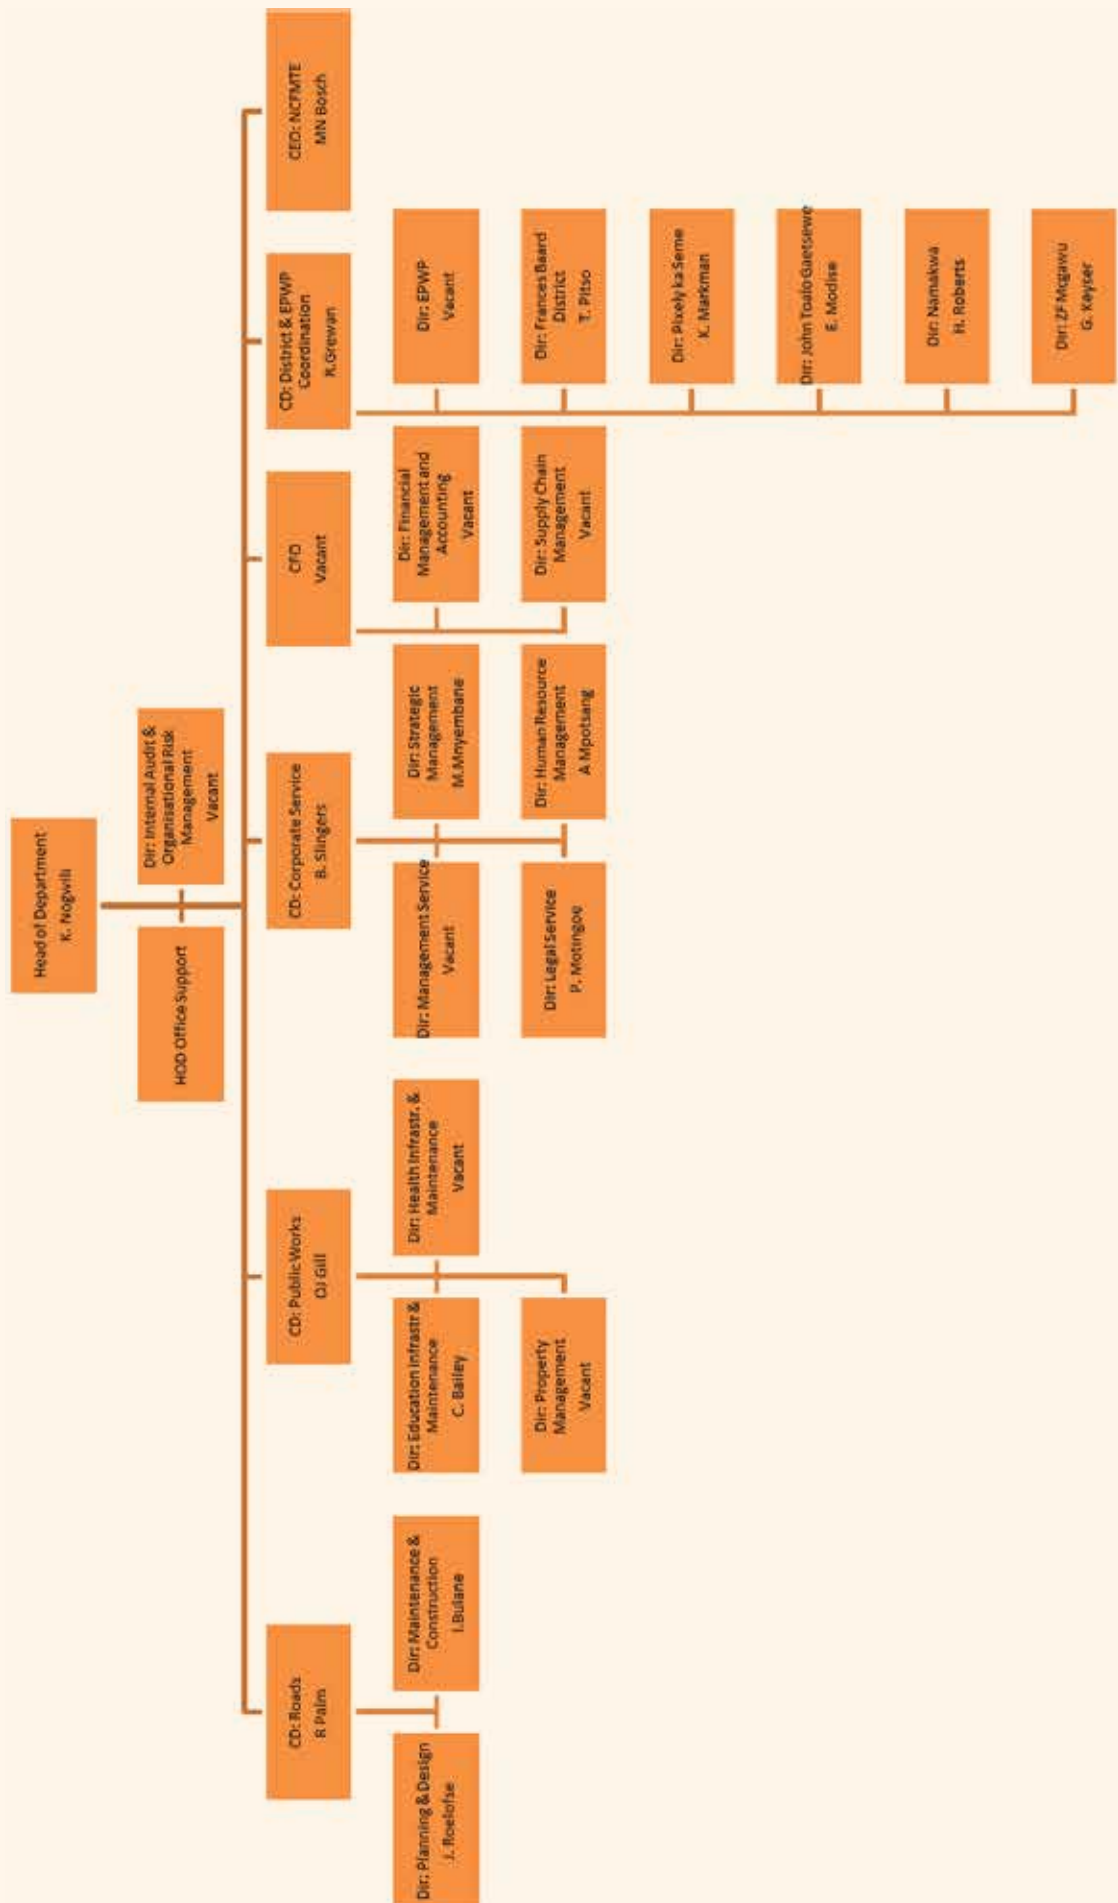 Head of Department
K. Nogwili
HOD Office Support
Dir: Internal Audit &
Organisational Risk
Management
Vacant
CD: Roads
R Palm
CD: Public Works
OJ Gill
CD: Corporate Service
B. Slingers
CFO
Vacant
CD: District & EPWP
Coordination
K.Grewan
CEO: NCFMTE
MN Bosch
Dir: Planning & Design
J. Roelofse
Dir: Maintenance &
Construction
I.Bulane
Dir: Education Infrastr &
Maintenance
C. Bailey
Dir: Health Infrastr. &
Maintenance
Vacant
Dir: Property
Management
Vacant
Dir: Management Service
Vacant
Dir: Strategic
Management
M.Mnyembane
Dir: Legal Service
P. Motingoe
Dir: Human Resource
Management
A Mpotsang
Dir: Financial
Management and
Accounting
Vacant
Dir: Supply Chain
Management
Vacant
Dir: EPWP
Vacant
Dir: Frances Baard
District
T. Pitso
Dir: Pixely ka Seme
K. Markman
Dir: John Toalo Gaetsewe
E. Modise
Dir: Namakwa
H. Roberts
Dir: ZF Mcgawu
G. Kayser